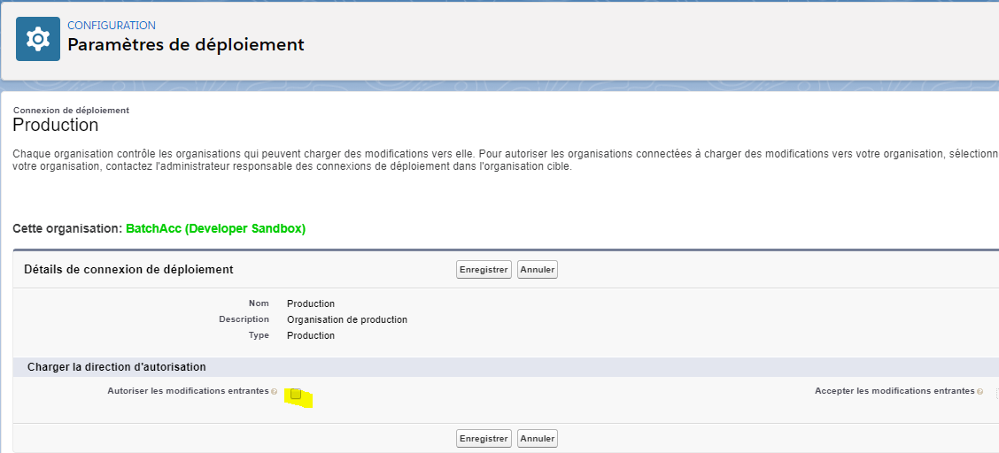 CONFIGURATION
Paramètres de déploiement
Connexion de déploiement
Production
Chaque organisation contrôle les organisations qui peuvent charger des modifications vers elle. Pour autoriser les organisations connectées à charger des modifications vers votre organisation,
votre organisation, contactez l'administrateur responsable des connexions de déploiement dans l'organisation cible.
Cette organisation: BatchAcc (Developer Sandbox)
Détails de connexion de déploiement Enregistrer Annuler
Nom Production
Description Organisation de production
Type Production
Charger la direction d'autorisation
Autoriser les modifications entrantes ? Accepter les modifications entrantes ?
Enregistrer Annuler